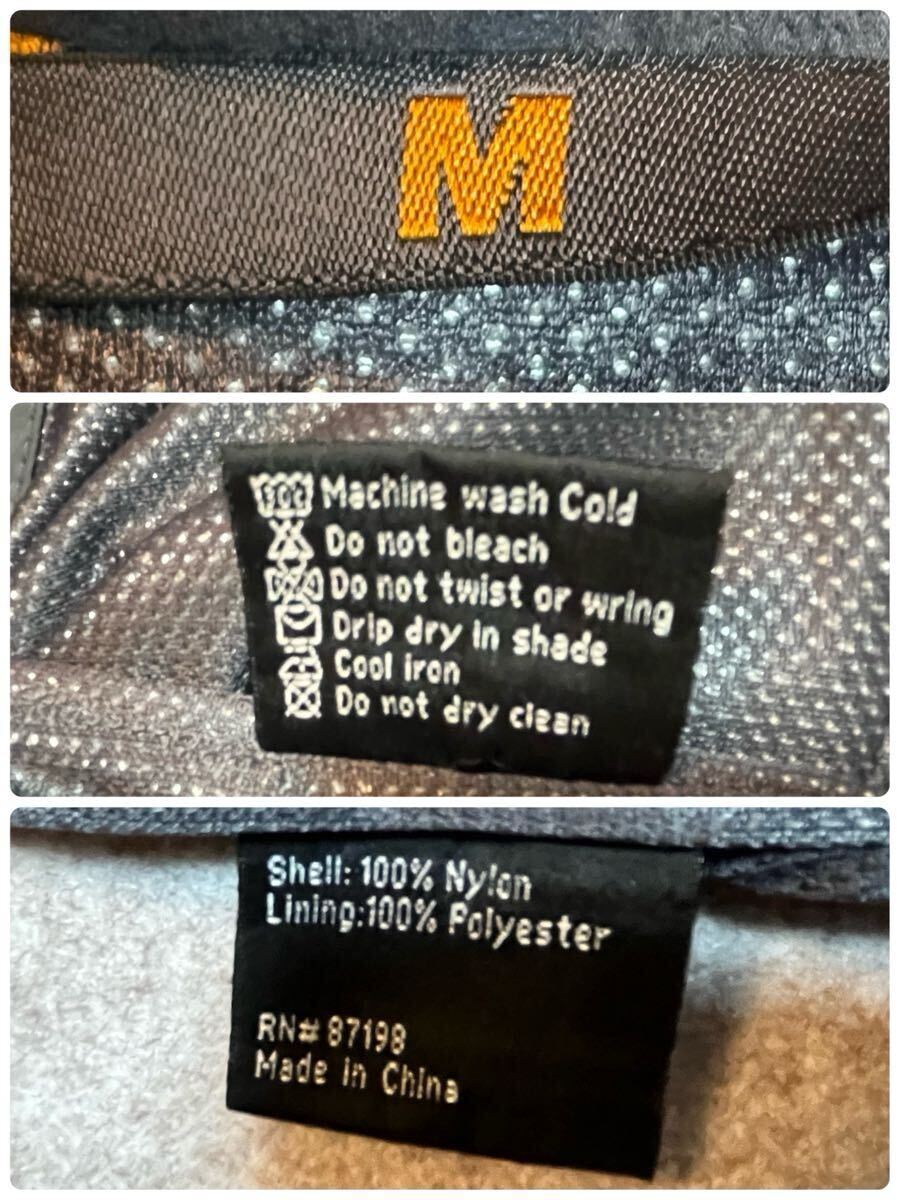 M
30c Machine wash Cold
Do not bleach
Do not twist or wring
Drip dry in shade
Cool iron
Do not dry clean
Shell: 100% Nylon
Lining:100% Polyester
RN# 87198
Made in China